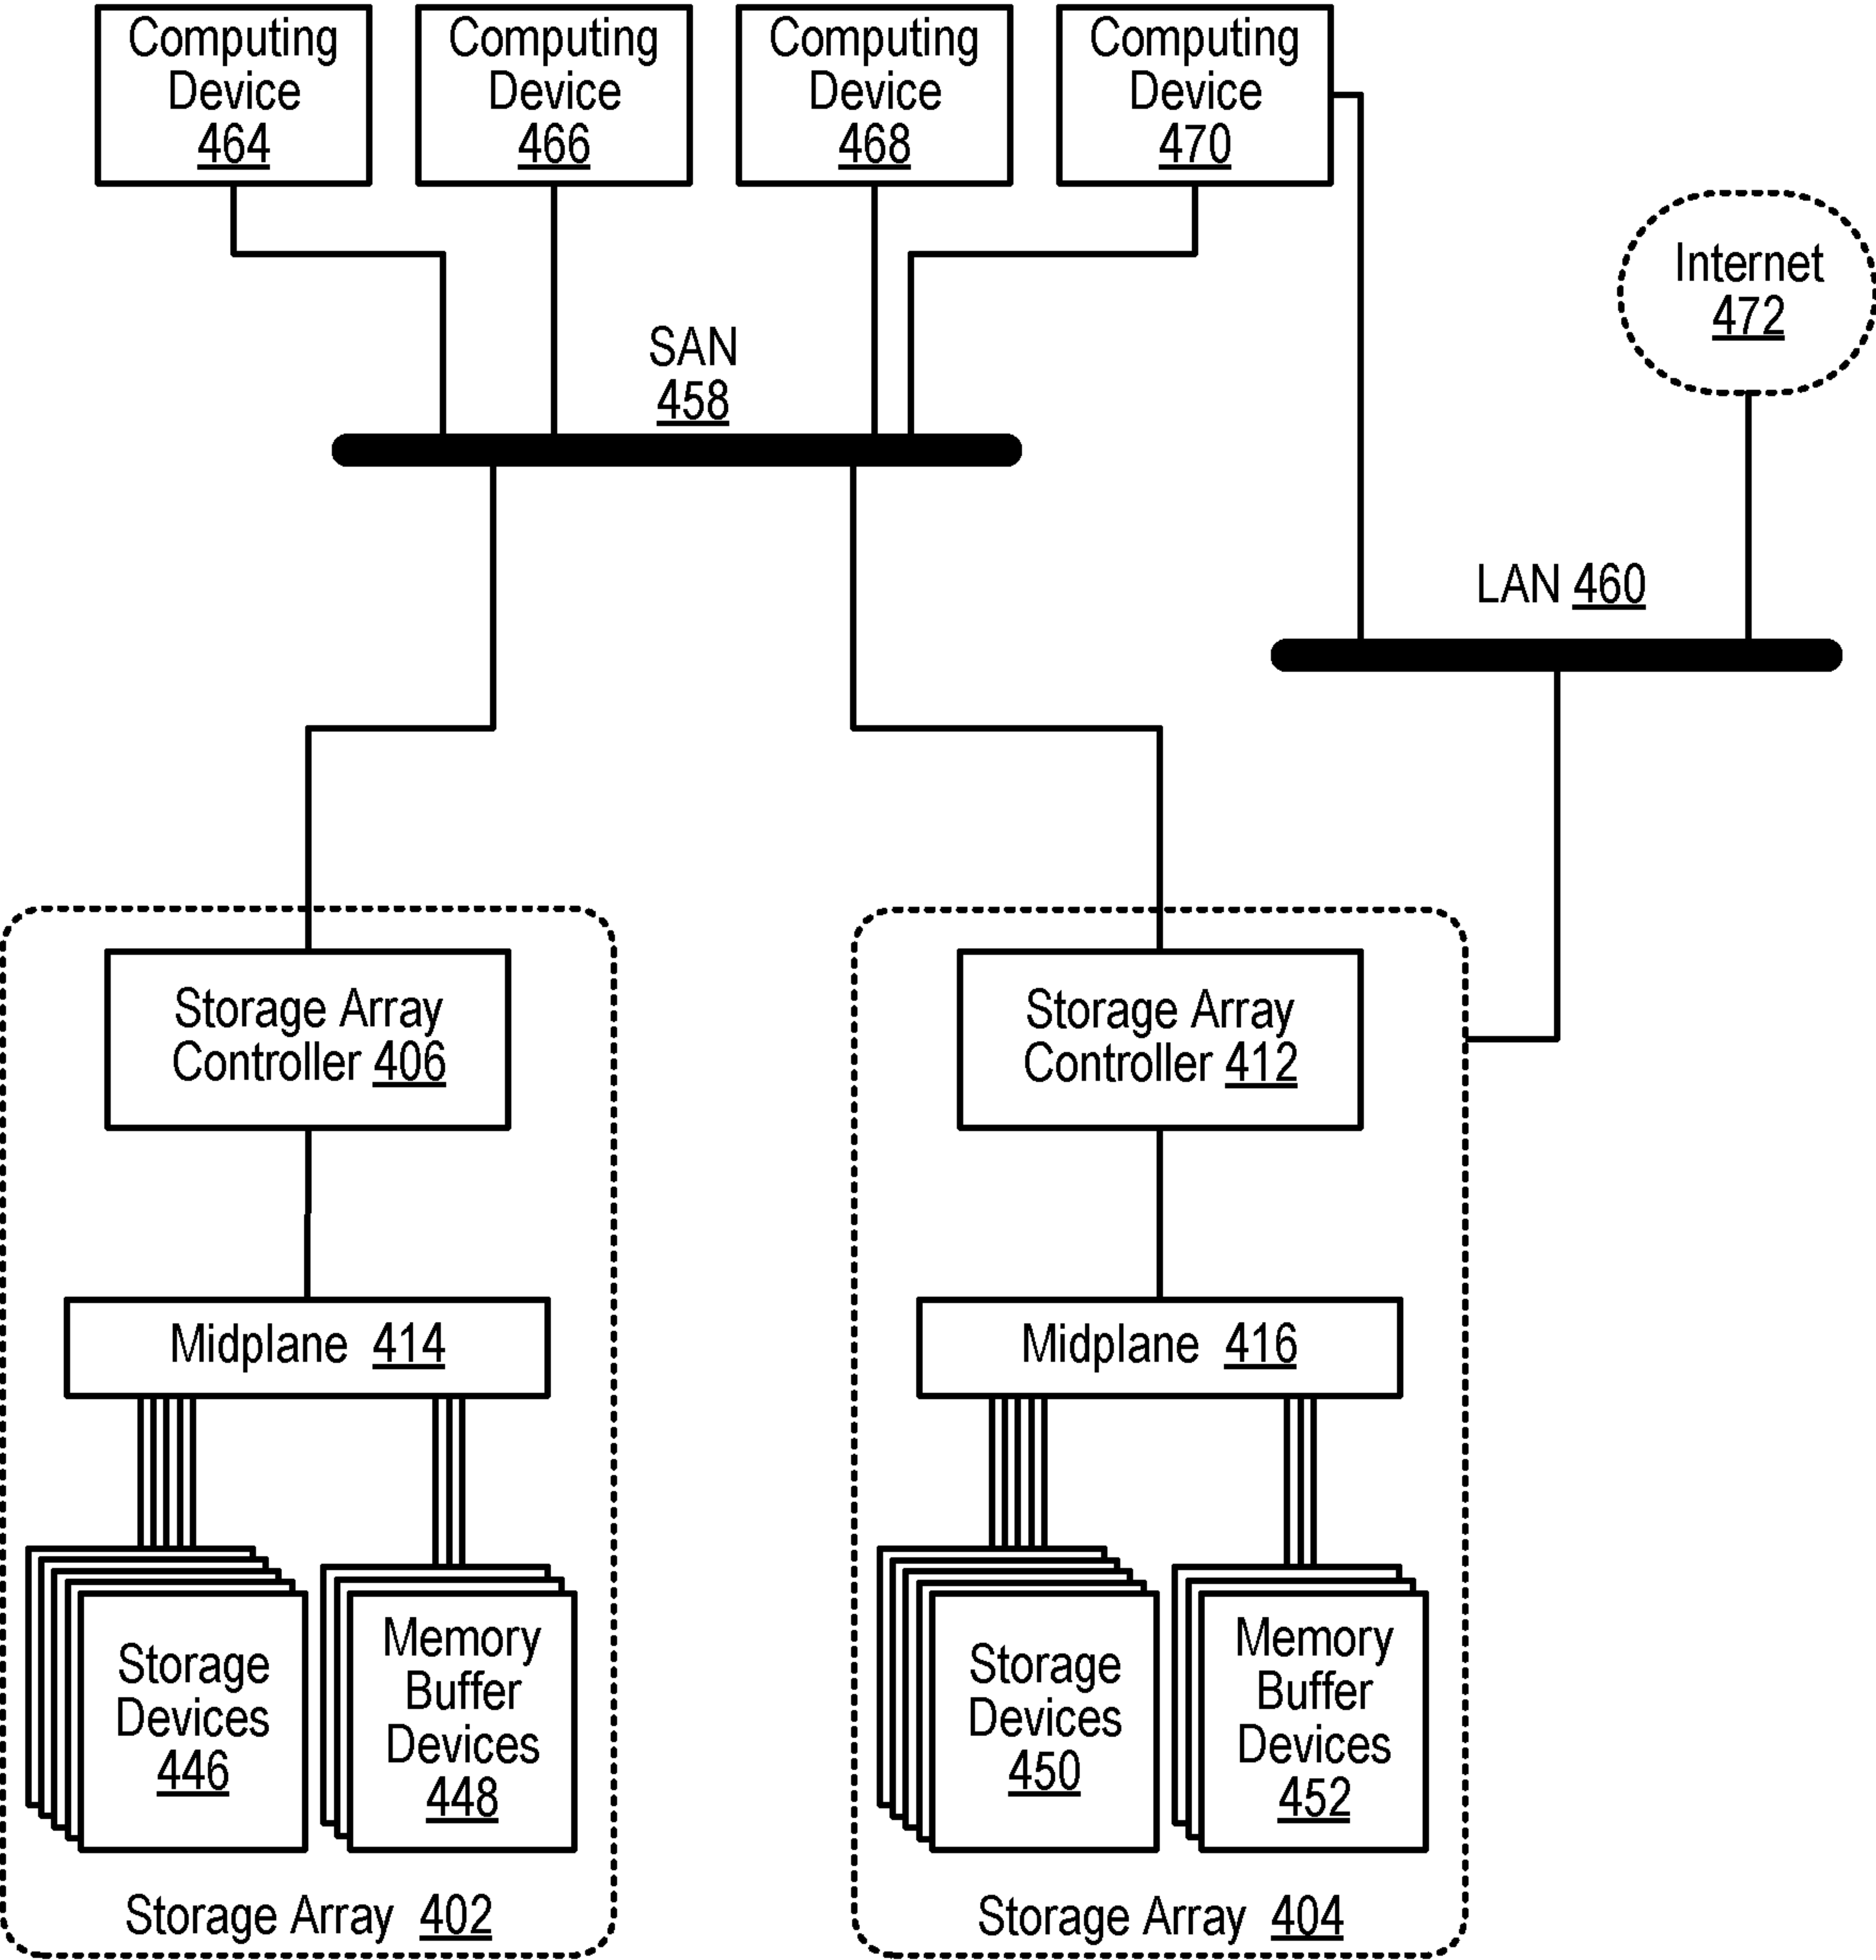 Computing
Device
464
Computing
Device
466
Computing
Device
468
Computing
Device
470
Internet
472
SAN
458
LAN 460
Storage Array
Controller 406
Storage Array
Controller 412
Midplane 414
Midplane 416
Storage
Devices
446
Memory
Buffer
Devices
448
Storage
Devices
450
Memory
Buffer
Devices
452
Storage Array 402
Storage Array 404